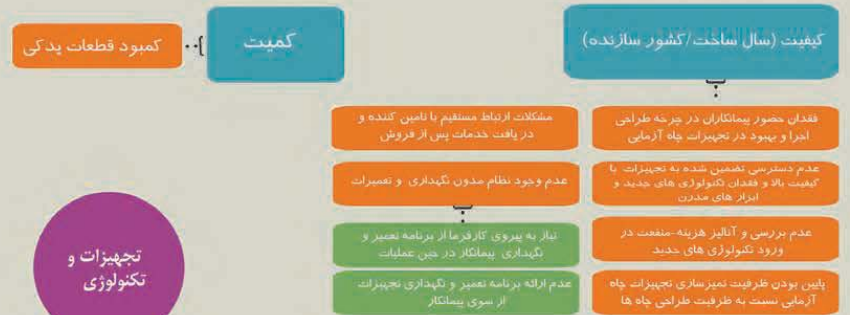 کیفیت (سال ساخت/کشور سازنده)
کمیت
کمبود قطعات یدکی
فقدان حضور پیمانکاران در چرخه طراحی
اجرا و بهبود در تجهیزات چاه آزمایی
عدم دسترسی تضمین شده به تجهیزات با
کیفیت بالا و فقدان تکنولوژی های جدید و
ابزار های مدرن
عدم بررسی و آنالیز هزینه-منفعت در
ورود تکنولوژی های جدید
پایین بودن ظرفیت تمیزسازی تجهیزات چاه
آزمایی نسبت به ظرفیت طراحی چاه ها
مشکلات ارتباط مستقیم با تامین کننده و
دریافت خدمات پس از فروش
عدم وجود نظام مدون نگهداری و تعمیرات
نیاز به پیروی کارفرما از برنامه تعمیر و
نگهداری پیمانکار در حین عملیات
عدم ارائه برنامه تعمیر و نگهداری تجهیزات
از سوی پیمانکار
تجهیزات و
تکنولوژی